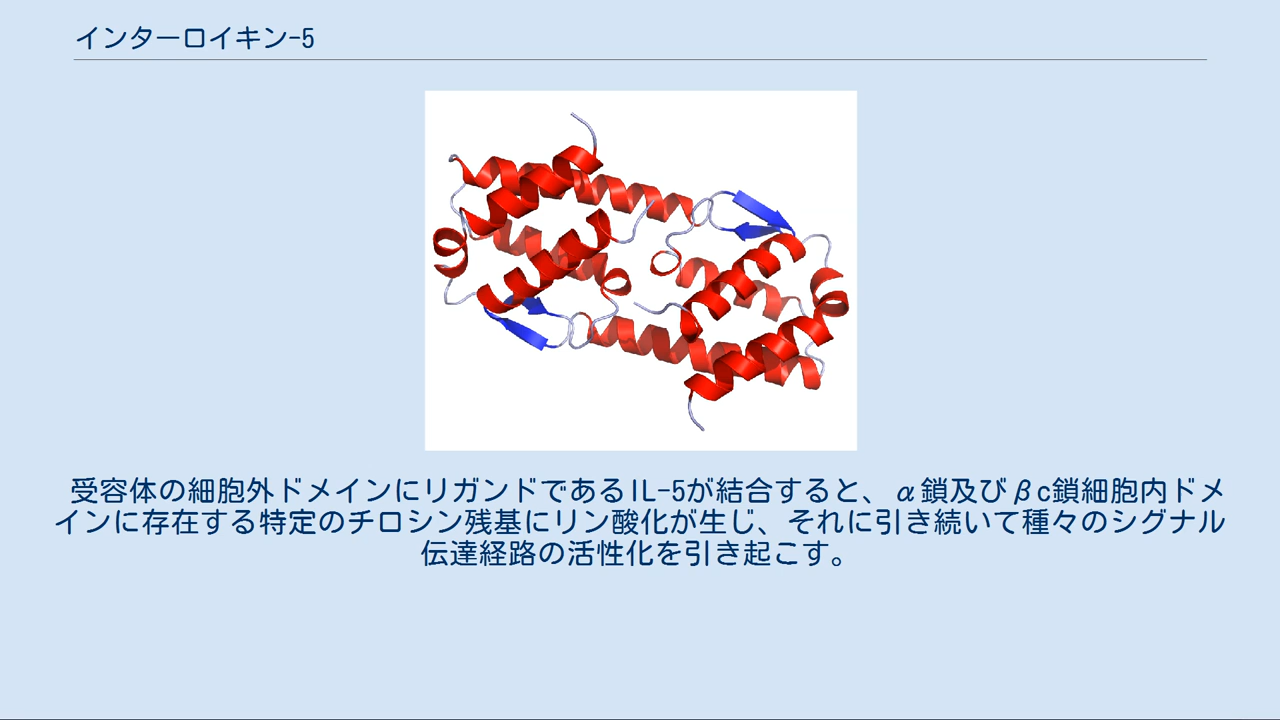 インターロイキン-5
受容体の細胞外ドメインにリガンドであるIL-5が結合すると、α鎖及びβc鎖細胞内ドメ
インに存在する特定のチロシン残基にリン酸化が生じ、それに引き続いて種々のシグナル
伝達経路の活性化を引き起こす。